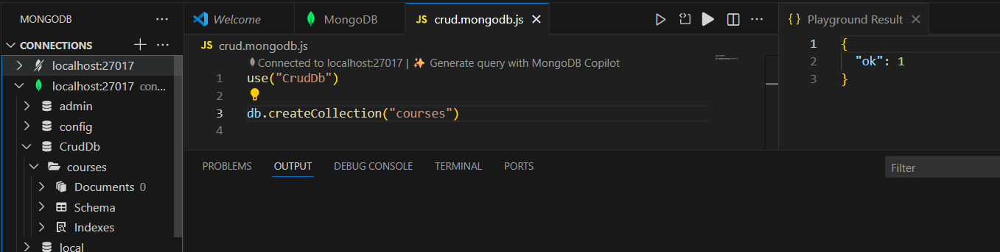 MONGODB ...
CONNECTIONS + ...
localhost:27017
localhost:27017 con...
admin
config
CrudDb
courses
Documents 0
Schema
Indexes
local
Welcome
MongoDB
JS crud.mongodb.js
JS crud.mongodb.js
Connected to localhost:27017 | ✨ Generate query with MongoDB Copilot
1 use("CrudDb")
2
3 db.createCollection("courses")
4
{ } Playground Result
1 {
2 "ok": 1
3 }
PROBLEMS OUTPUT DEBUG CONSOLE TERMINAL PORTS
Filter